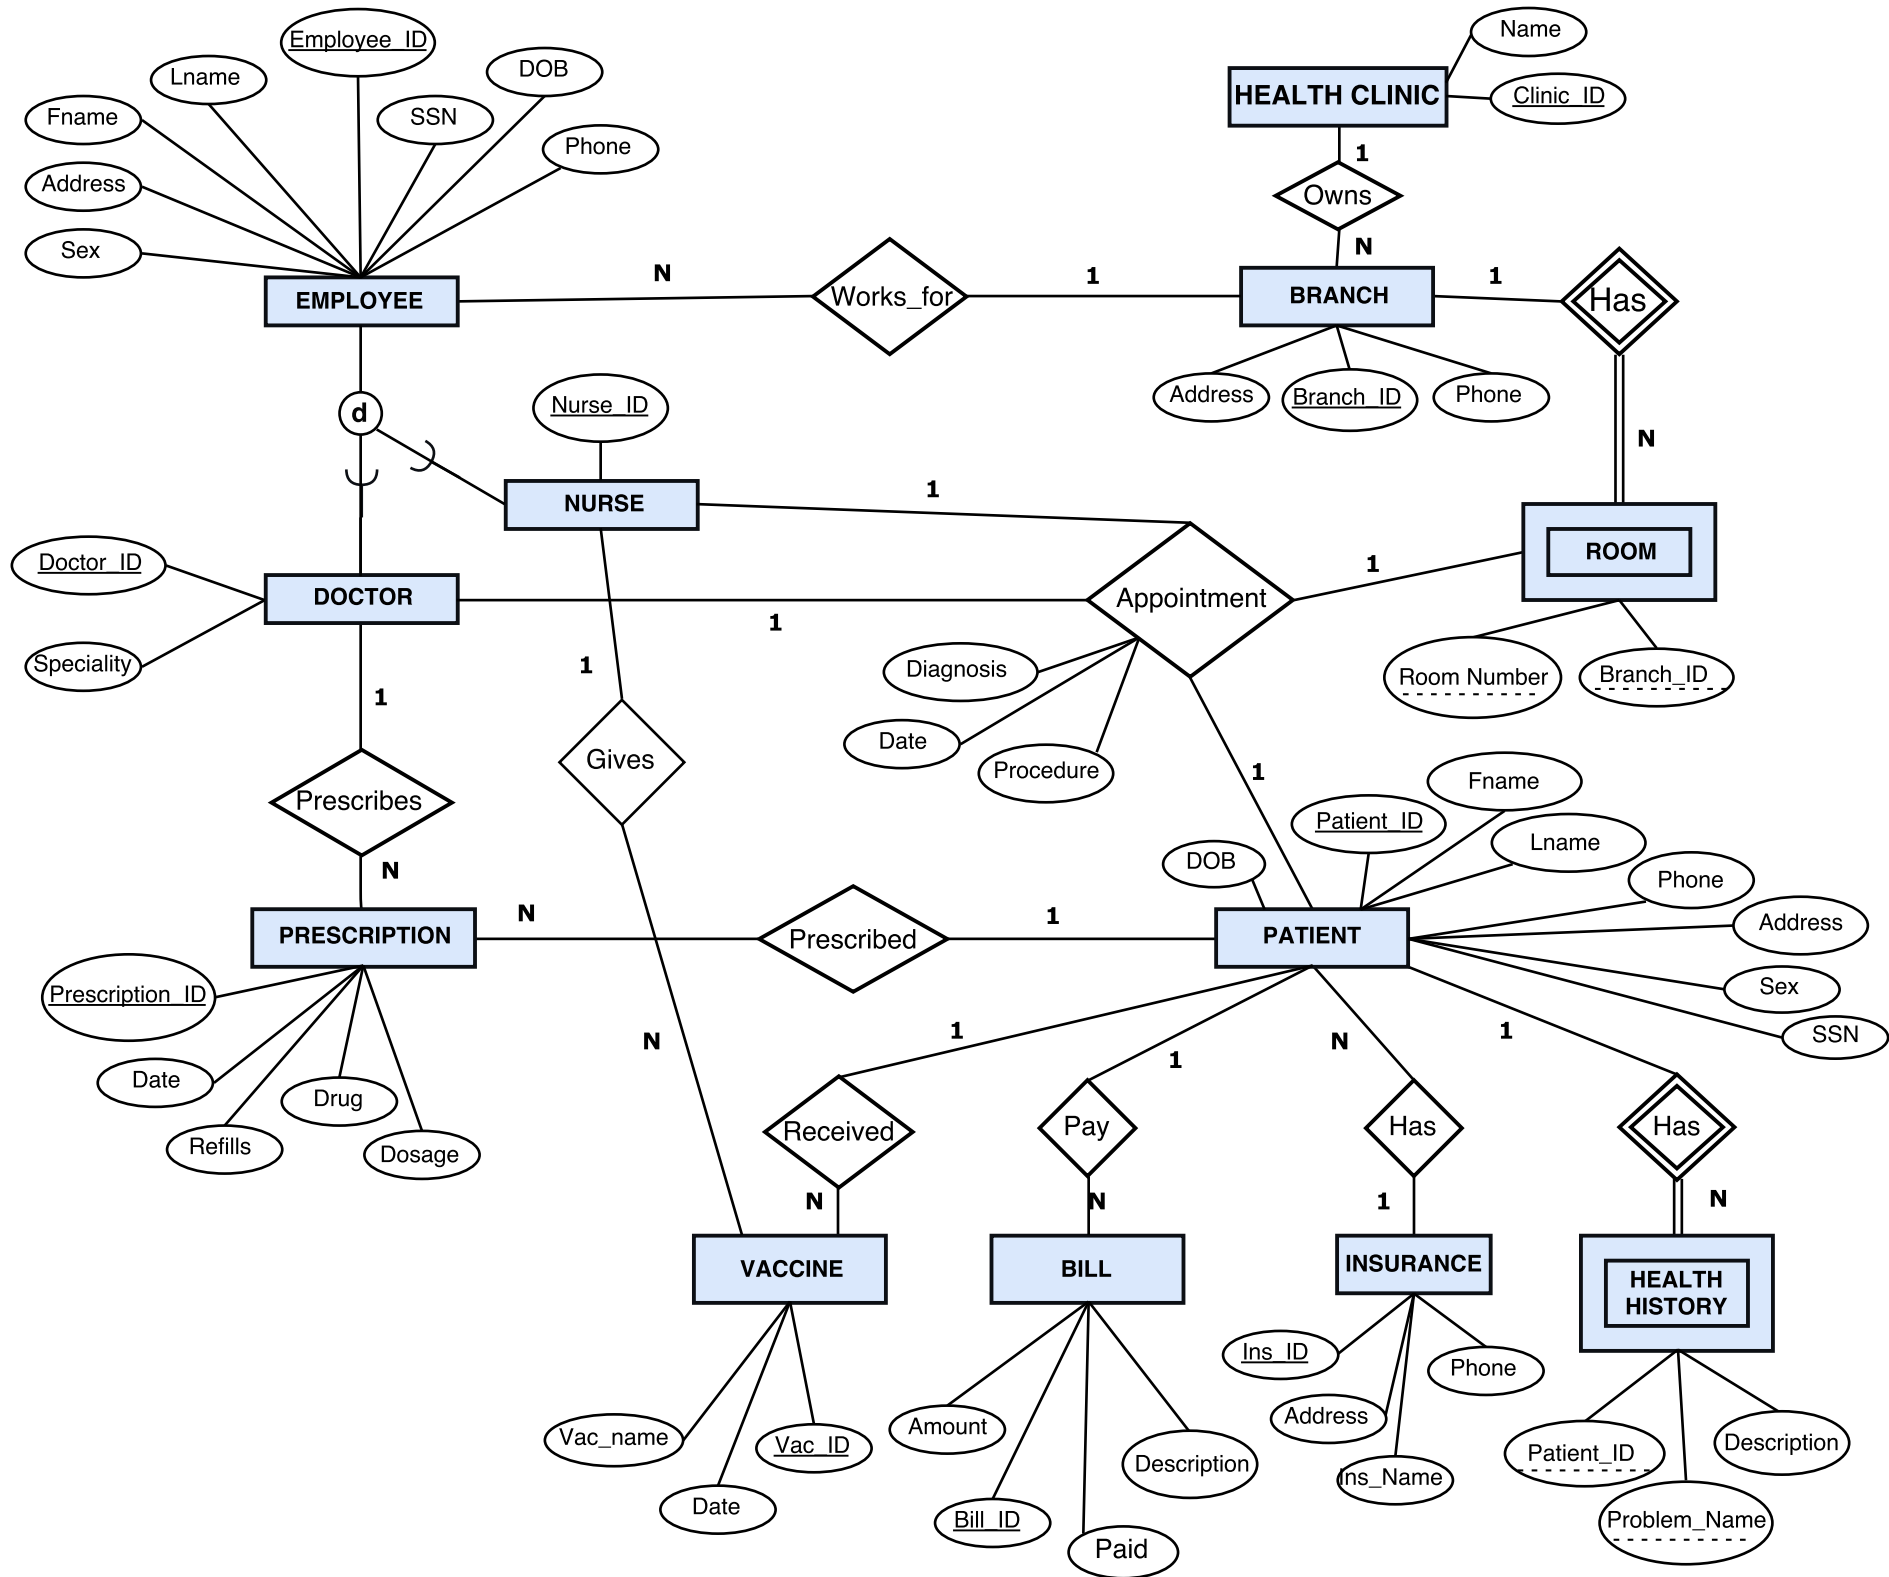 Employee_ID
Name
Lname
DOB
HEALTH CLINIC
Clinic_ID
Fname
SSN
Phone
1
Address
Owns
Sex
N
N
EMPLOYEE
Works_for
1
BRANCH
1
Has
d
Nurse_ID
Address
Branch_ID
Phone
N
NURSE
1
ROOM
Doctor_ID
DOCTOR
1
Appointment
1
Speciality
1
1
Diagnosis
Room Number
Branch_ID
Date
Procedure
Gives
Prescribes
1
Fname
Patient_ID
Lname
DOB
Phone
N
PRESCRIPTION
N
Prescribed
1
PATIENT
Address
Prescription_ID
Sex
SSN
Date
Drug
Refills
Dosage
N
1
1
N
1
Received
Pay
Has
Has
N
N
1
N
VACCINE
BILL
INSURANCE
HEALTH
HISTORY
Ins_ID
Phone
Vac_name
Vac_ID
Amount
Address
Description
Ins_Name
Patient_ID
Description
Date
Bill_ID
Paid
Problem_Name